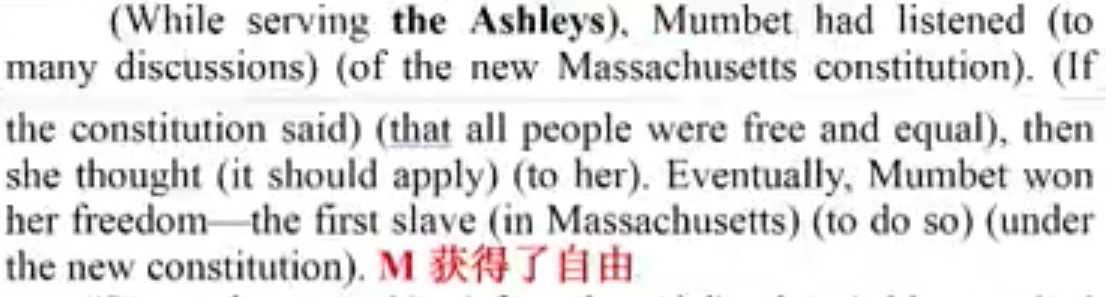 (While serving the Ashleys), Mumbet had listened (to
many discussions) (of the new Massachusetts constitution). (If
the constitution said) (that all people were free and equal), then
she thought (it should apply) (to her). Eventually, Mumbet won
her freedom—the first slave (in Massachusetts) (to do so) (under
the new constitution). M 获得了自由